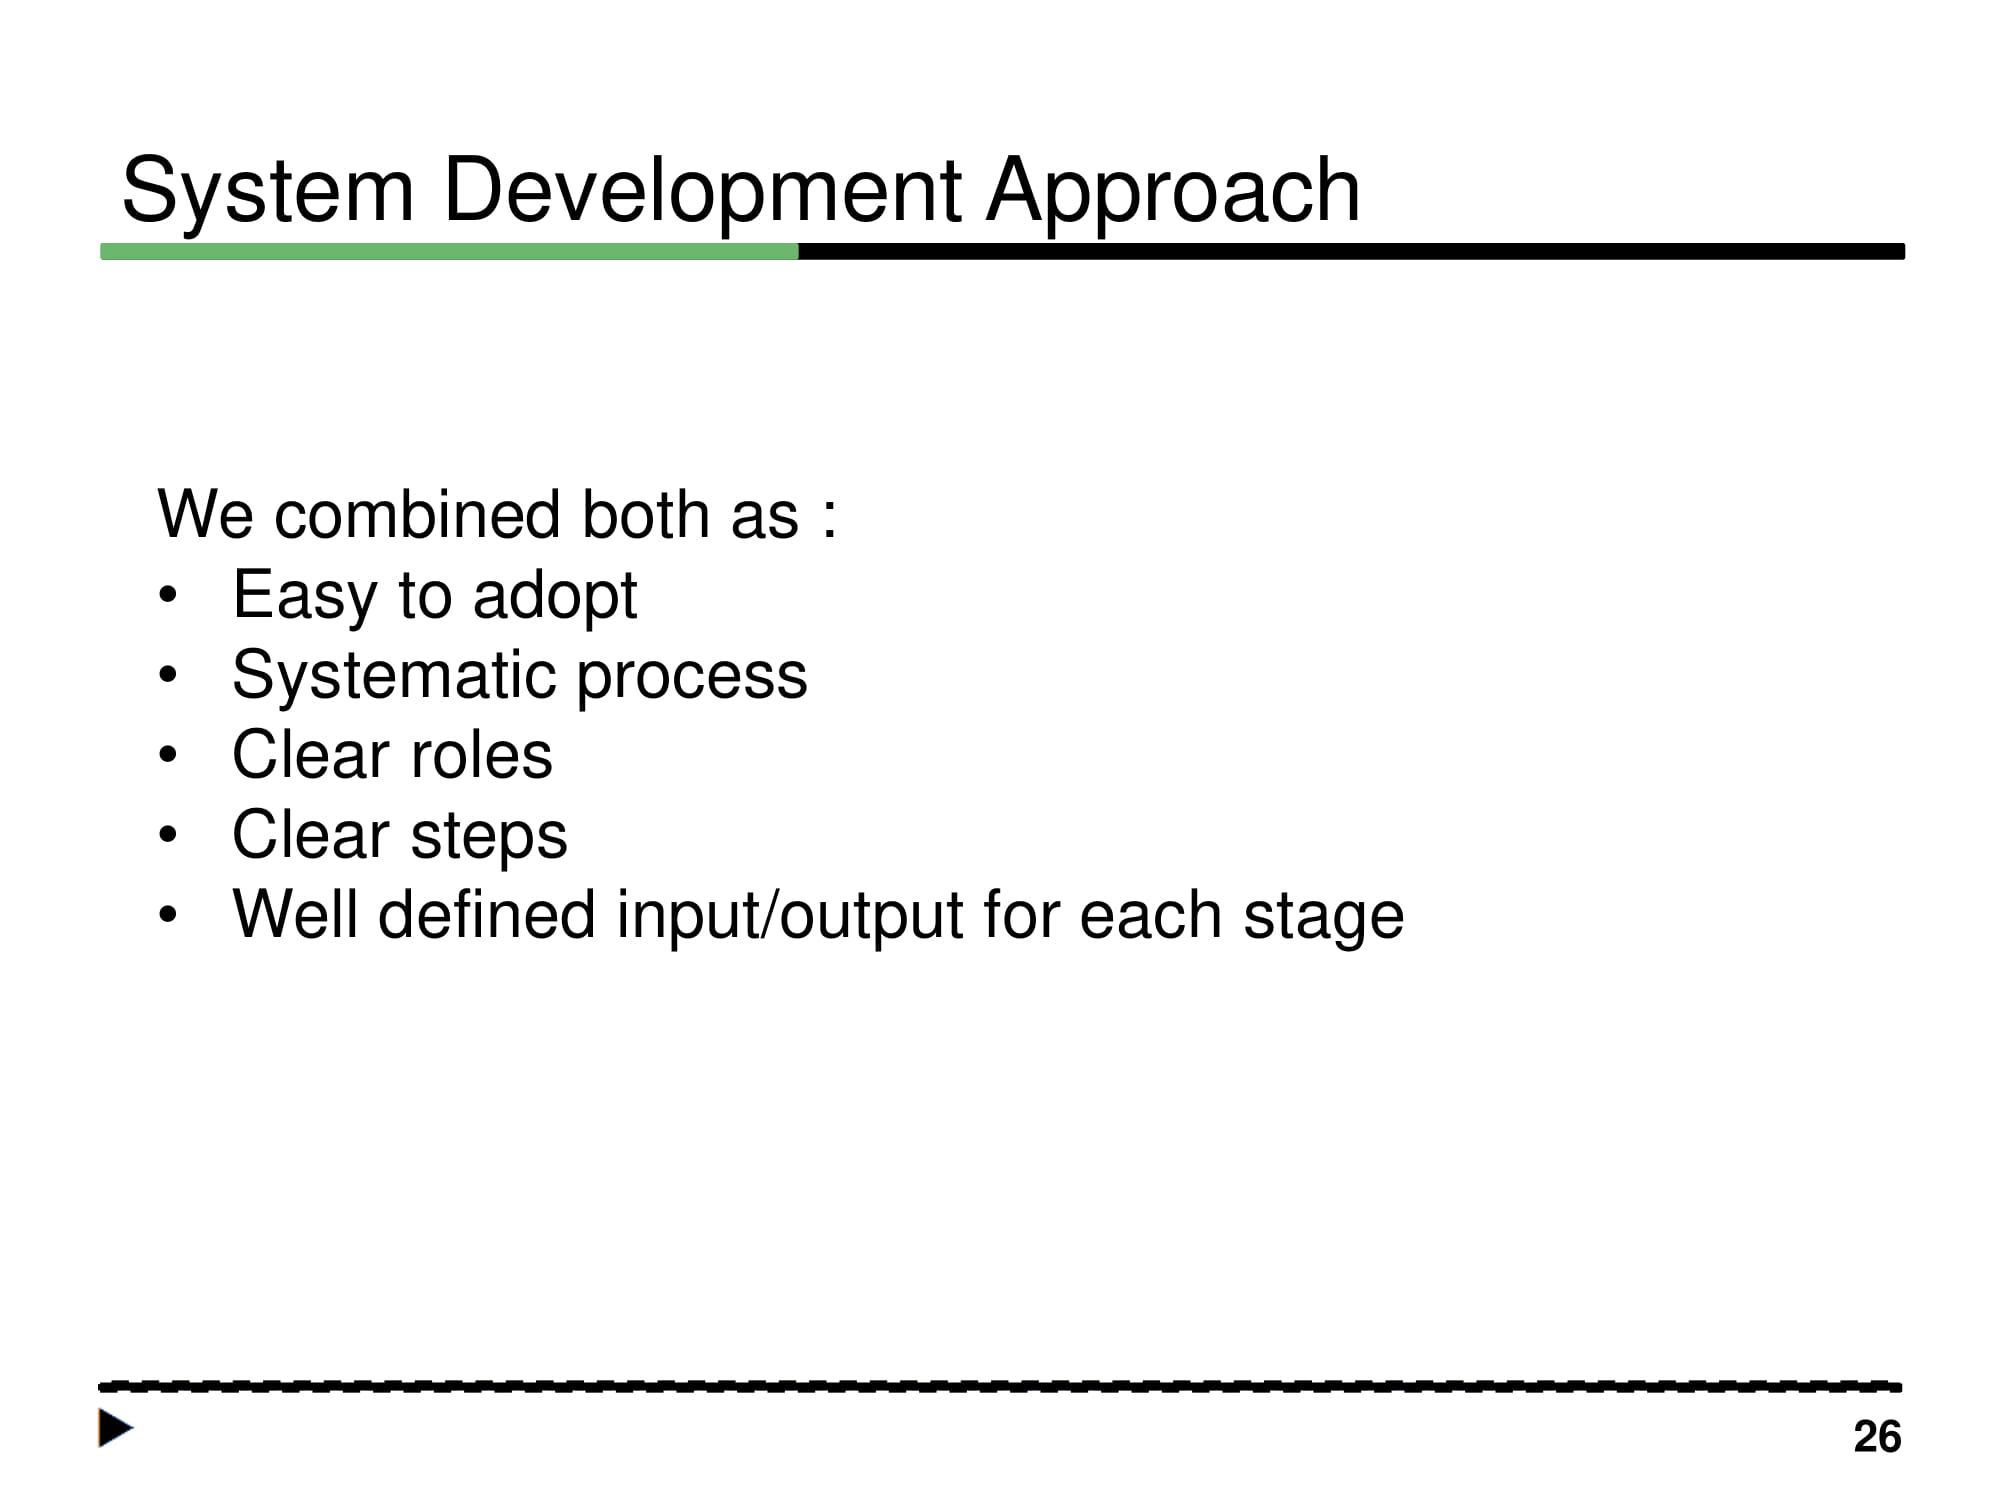 System Development Approach
We combined both as :
• Easy to adopt
• Systematic process
• Clear roles
• Clear steps
• Well defined input/output for each stage
26